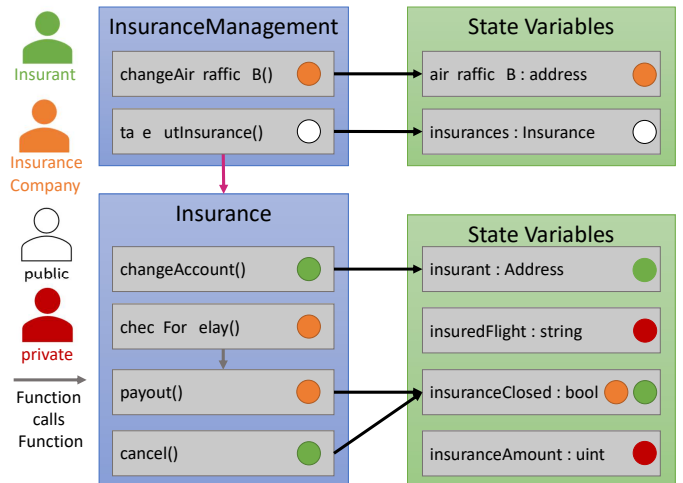 Insurant
Insurance
Company
public
private
Function
calls
Function
InsuranceManagement
changeAir raffic B()
ta e utInsurance()
State Variables
air raffic B : address
insurances : Insurance
Insurance
changeAccount()
chec For elay()
payout()
cancel()
State Variables
insurant : Address
insuredFlight : string
insuranceClosed : bool
insuranceAmount : uint